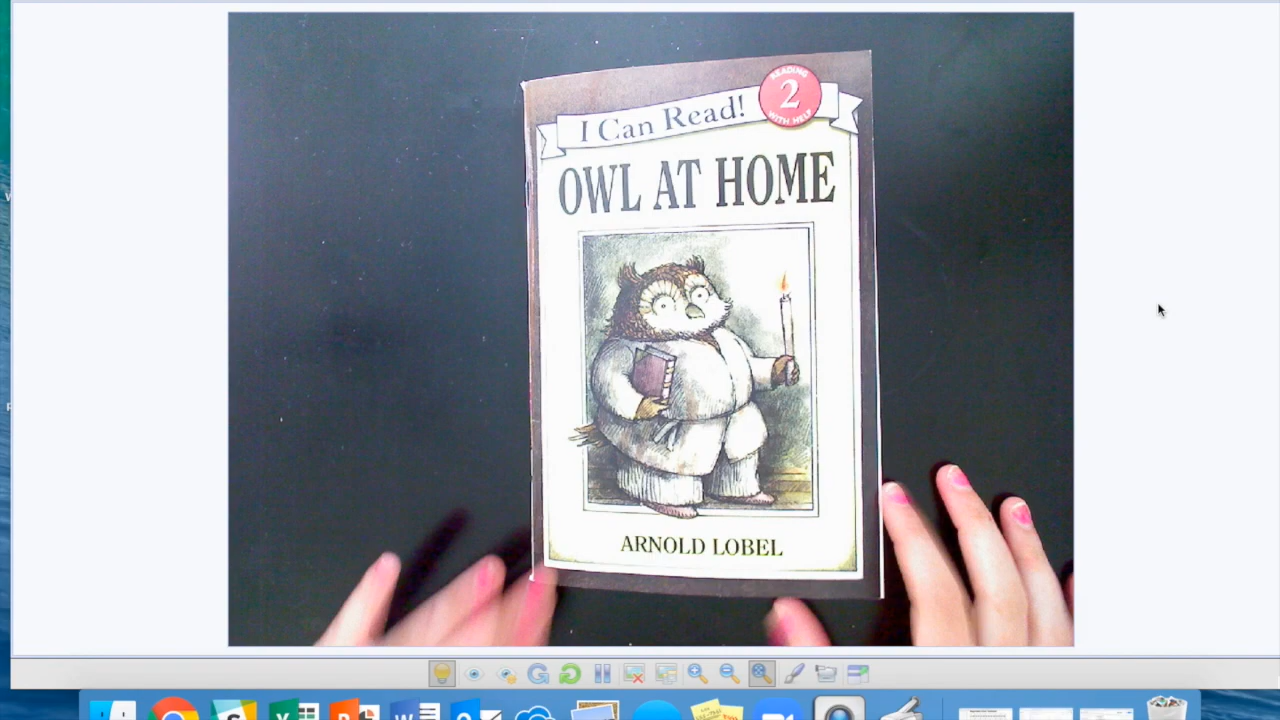 I Can Read!
READING
2
WITH HELP
OWL AT HOME
ARNOLD LOBEL